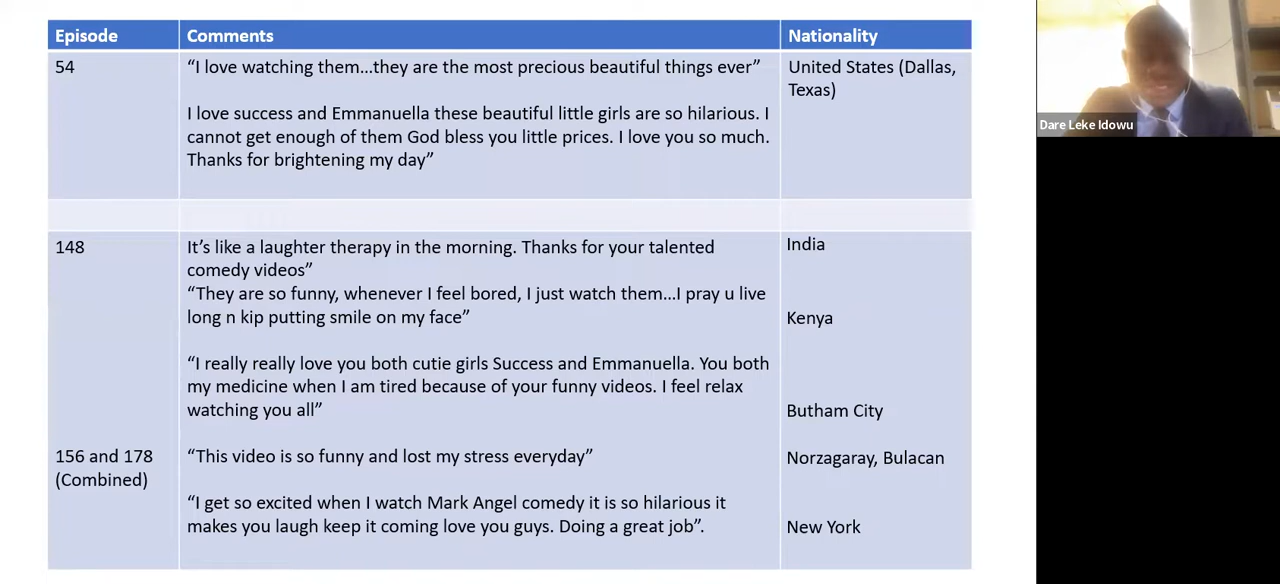 Episode Comments Nationality
54 “I love watching them…they are the most precious beautiful things ever” United States (Dallas,
Texas)
I love success and Emmanuella these beautiful little girls are so hilarious. I
cannot get enough of them God bless you little prices. I love you so much.
Thanks for brightening my day”
148 It’s like a laughter therapy in the morning. Thanks for your talented India
comedy videos”
“They are so funny, whenever I feel bored, I just watch them…I pray u live
long n kip putting smile on my face” Kenya
“I really really love you both cutie girls Success and Emmanuella. You both
my medicine when I am tired because of your funny videos. I feel relax
watching you all” Butham City
156 and 178 “This video is so funny and lost my stress everyday” Norzagaray, Bulacan
(Combined)
“I get so excited when I watch Mark Angel comedy it is so hilarious it
makes you laugh keep it coming love you guys. Doing a great job”. New York
Dare Leke Idowu